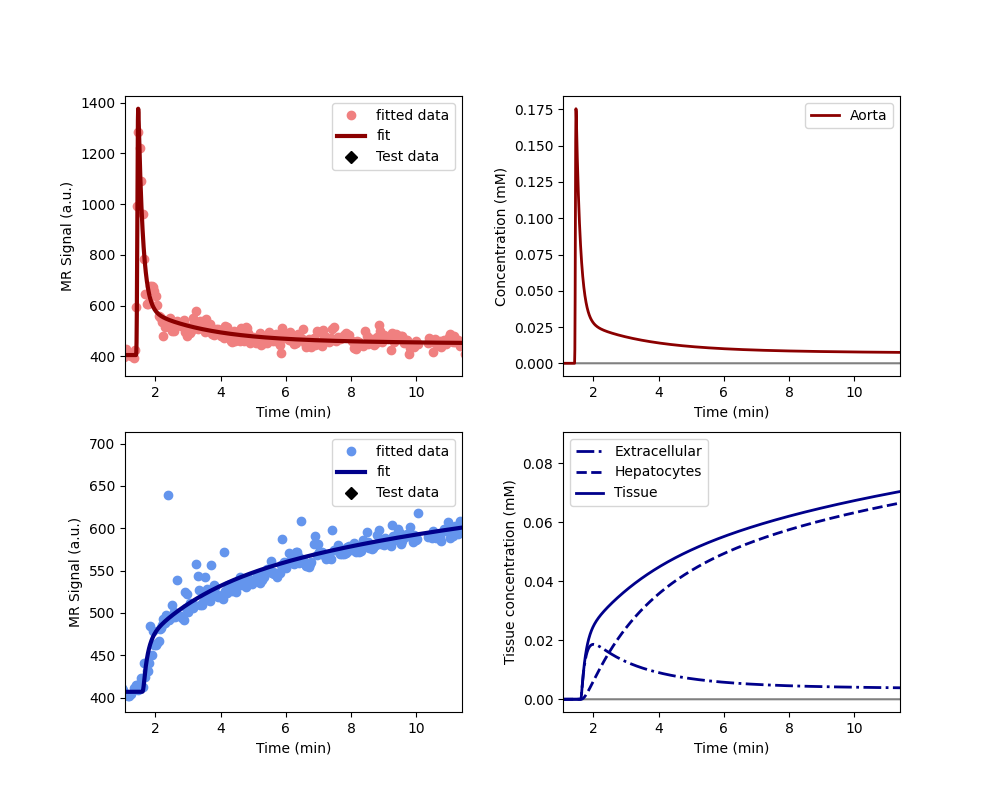 1400
1200
1000
800
600
400
MR Signal (a.u.)
fitted data
fit
Test data
2 4 6 8 10
Time (min)
0.175
0.150
0.125
0.100
0.075
0.050
0.025
0.000
Concentration (mM)
Aorta
2 4 6 8 10
Time (min)
700
650
600
550
500
450
400
MR Signal (a.u.)
fitted data
fit
Test data
2 4 6 8 10
Time (min)
0.08
0.06
0.04
0.02
0.00
Tissue concentration (mM)
Extracellular
Hepatocytes
Tissue
2 4 6 8 10
Time (min)